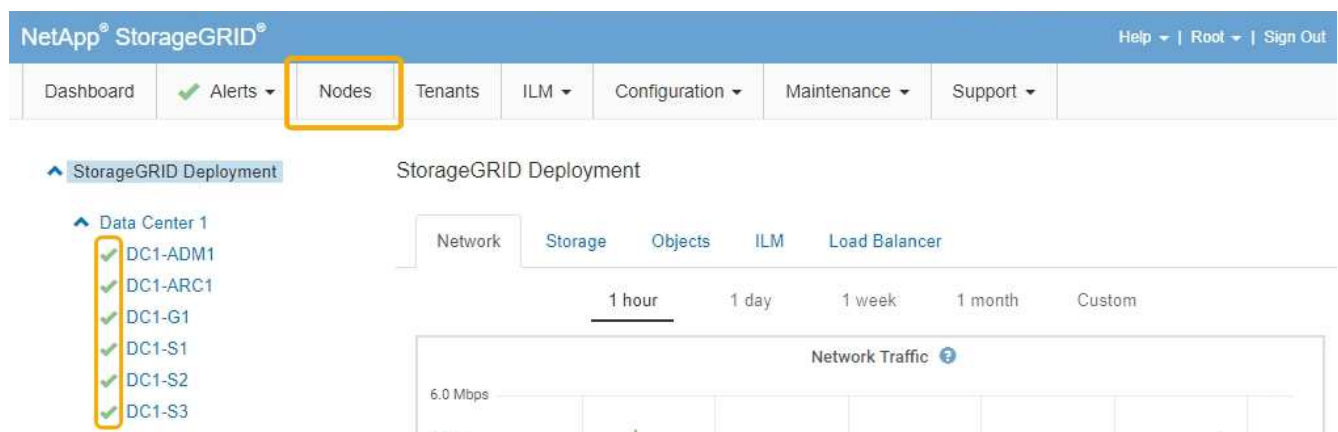 NetApp® StorageGRID®
Help | Root | Sign Out
Dashboard Alerts Nodes Tenants ILM Configuration Maintenance Support
StorageGRID Deployment
Data Center 1
DC1-ADM1
DC1-ARC1
DC1-G1
DC1-S1
DC1-S2
DC1-S3
StorageGRID Deployment
Network Storage Objects ILM Load Balancer
1 hour 1 day 1 week 1 month Custom
Network Traffic ?
6.0 Mbps